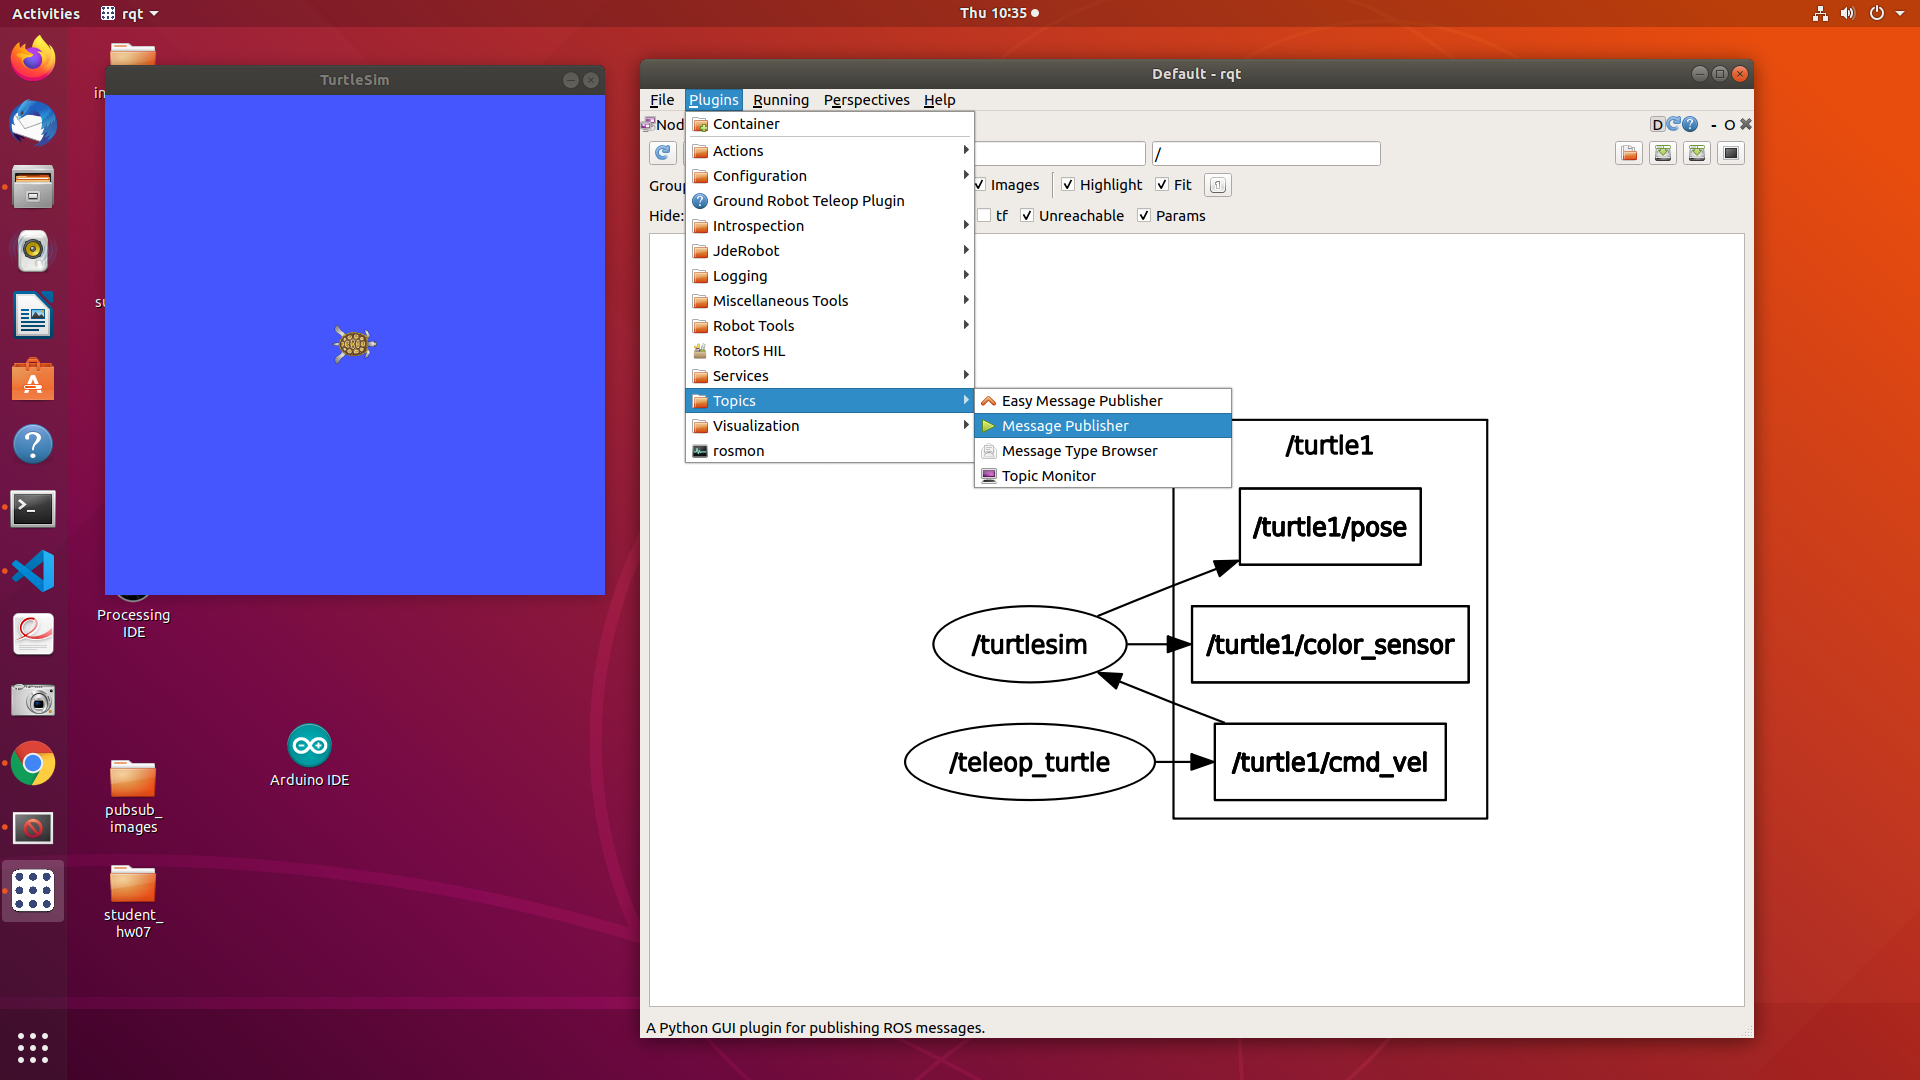 Activities
rqt
Thu 10:35
TurtleSim
Default - rqt
File Plugins Running Perspectives Help
in
Nod
Container
D
- O
Actions
/
Configuration
Group
Images
Highlight
Fit
Ground Robot Teleop Plugin
Hide:
tf
Unreachable
Params
Introspection
JdeRobot
Logging
su
Miscellaneous Tools
Robot Tools
RotorS HIL
Services
Topics
Easy Message Publisher
Visualization
Message Publisher
rosmon
Message Type Browser
Topic Monitor
/turtle1
/turtle1/pose
/turtlesim
/turtle1/color_sensor
/teleop_turtle
/turtle1/cmd_vel
Processing
IDE
Arduino IDE
pubsub_
images
student_
hw07
A Python GUI plugin for publishing ROS messages.